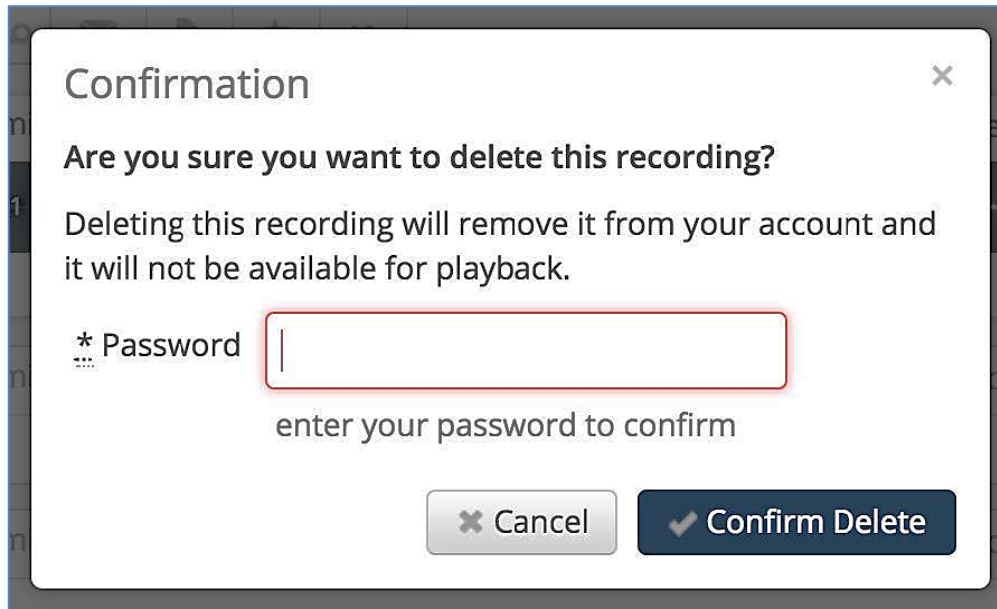 Confirmation
×
Are you sure you want to delete this recording?
Deleting this recording will remove it from your account and
it will not be available for playback.
* Password
enter your password to confirm
Cancel
Confirm Delete